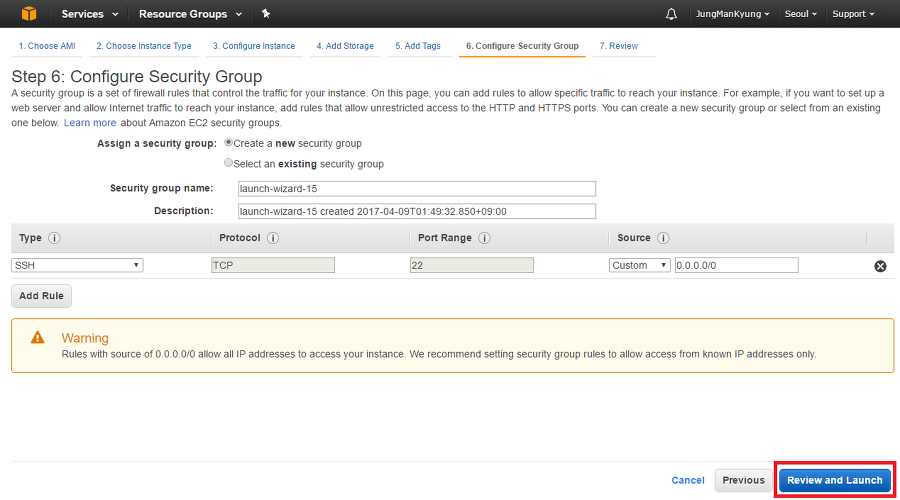 Services Resource Groups JungManKyung Seoul Support
1. Choose AMI 2. Choose Instance Type 3. Configure Instance 4. Add Storage 5. Add Tags 6. Configure Security Group 7. Review
Step 6: Configure Security Group
A security group is a set of firewall rules that control the traffic for your instance. On this page, you can add rules to allow specific traffic to reach your instance. For example, if you want to set up a
web server and allow Internet traffic to reach your instance, add rules that allow unrestricted access to the HTTP and HTTPS ports. You can create a new security group or select from an existing
one below. Learn more about Amazon EC2 security groups.
Assign a security group: Create a new security group
Select an existing security group
Security group name: launch-wizard-15
Description: launch-wizard-15 created 2017-04-09T01:49:32.850+09:00
Type i Protocol i Port Range i Source i
SSH TCP 22 Custom 0.0.0.0/0
Add Rule
Warning
Rules with source of 0.0.0.0/0 allow all IP addresses to access your instance. We recommend setting security group rules to allow access from known IP addresses only.
Cancel Previous Review and Launch